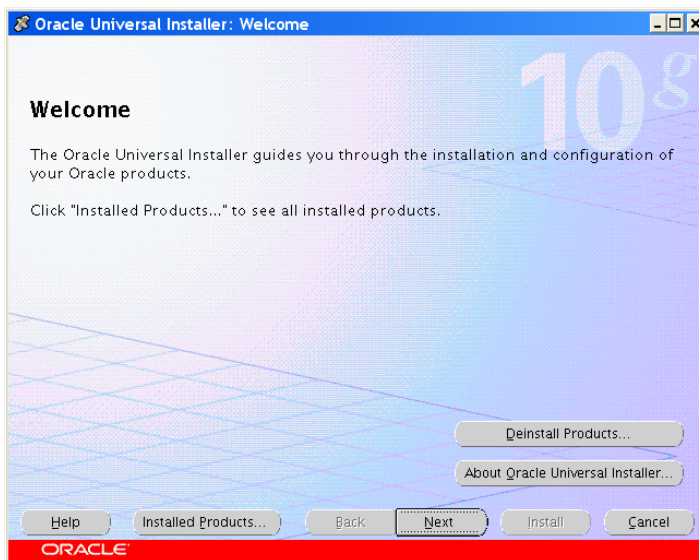 Oracle Universal Installer: Welcome
10g
Welcome
The Oracle Universal Installer guides you through the installation and configuration of
your Oracle products.
Click "Installed Products..." to see all installed products.
Deinstall Products...
About Oracle Universal Installer...
Help
Installed Products...
Back
Next
Install
Cancel
ORACLE